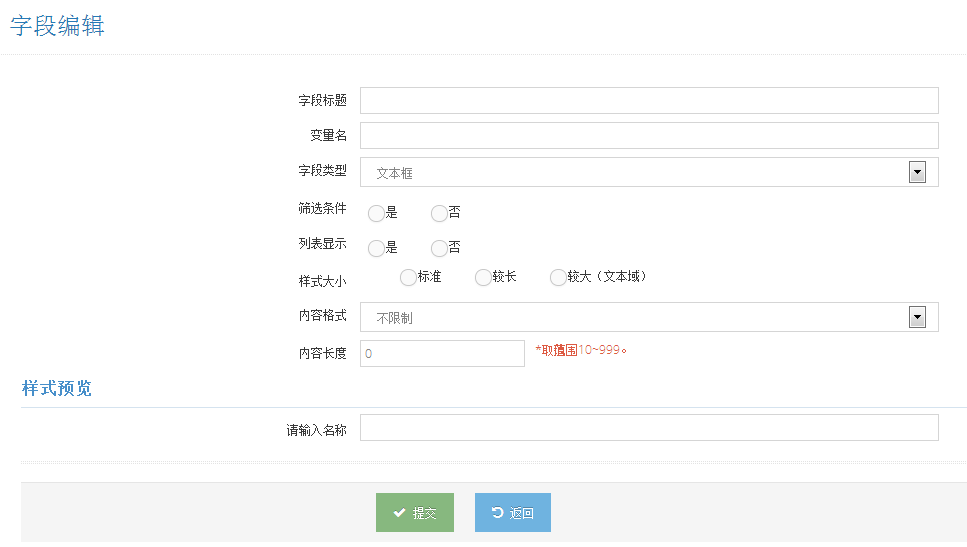 字段编辑
字段标题
变量名
字段类型 文本框
筛选条件 是 否
列表显示 是 否
样式大小 标准 较长 较大（文本域）
内容格式 不限制
内容长度 0 *取值范围10~999。
样式预览
请输入名称
提交 返回